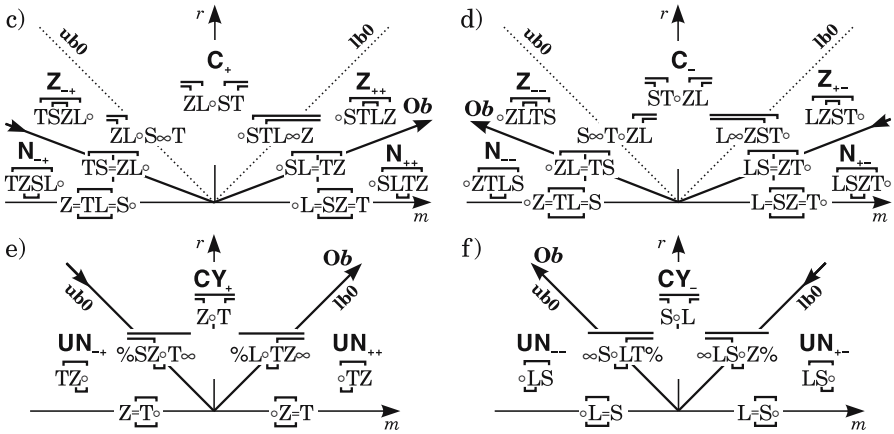 c)
r
ub0
lb0
C₊
Z₋₊
Z₊₊
TSZL○
ZL○ST
○STLZ
Ob
ZL○S∞T
○STL∞Z
N₋₊
N₊₊
TS=ZL○
○SL=TZ
TZSL○
○SLTZ
Z=TL=S○
○L=SZ=T
m
d)
r
ub0
lb0
C₋
Z₋₋
Z₊₋
○ZLTS
ST○ZL
LZST○
Ob
S∞T○ZL
L∞ZST○
N₋₋
N₊₋
○ZL=TS
LS=ZT○
○ZTLS
LSZT○
○Z=TL=S
L=SZ=T○
m
e)
r
Ob
ub0
lb0
CY₊
Z○T
UN₋₊
UN₊₊
%SZ○T∞
%L○TZ∞
TZ○
○TZ
Z=T○
○Z=T
m
f)
r
Ob
ub0
lb0
CY₋
S○L
UN₋₋
UN₊₋
∞S○LT%
∞LS○Z%
○LS
LS○
○L=S
L=S○
m